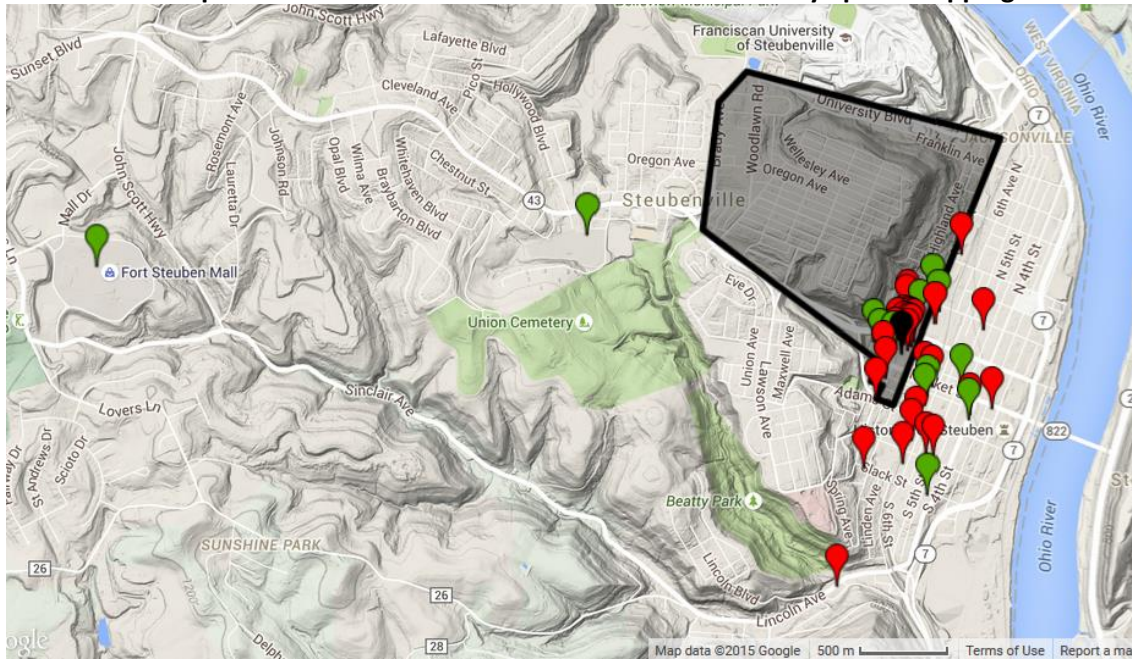 John Scott Hwy
Sunset Blvd
Lafayette Blvd
Pico St
Hollywood Blvd
Cleveland Ave
Rosemont Ave
Lauretta Dr
Johnson Rd
Opal Blvd
Wilma Ave
Whitehaven Blvd
Braybarton Blvd
Chestnut St
43
Franciscan University
of Steubenville
WEST VIRGINIA
OHIO
Ohio River
7
University Blvd
Brady Ave
Woodlawn Rd
Wellesley Ave
Franklin Ave
Oregon Ave
Oregon Ave
Highland Ave
6th Ave N
N 5th St
N 4th St
Steubenville
Mall Dr
John Scott Hwy
Fort Steuben Mall
Eve Dr
Union Cemetery
Union Ave
Lawson Ave
Maxwell Ave
7
Sinclair Ave
Lovers Ln
St Andrews Dr
Scioto Dr
Steuben
822
7
Slack St
S 5th St
S 4th St
S 6th St
Linden Ave
Spring Ave
Beatty Park
SUNSHINE PARK
26
26
28
Lincoln Blvd
Lincoln Ave
7
Ohio River
Map data ©2015 Google
500 m
Terms of Use
Report a ma